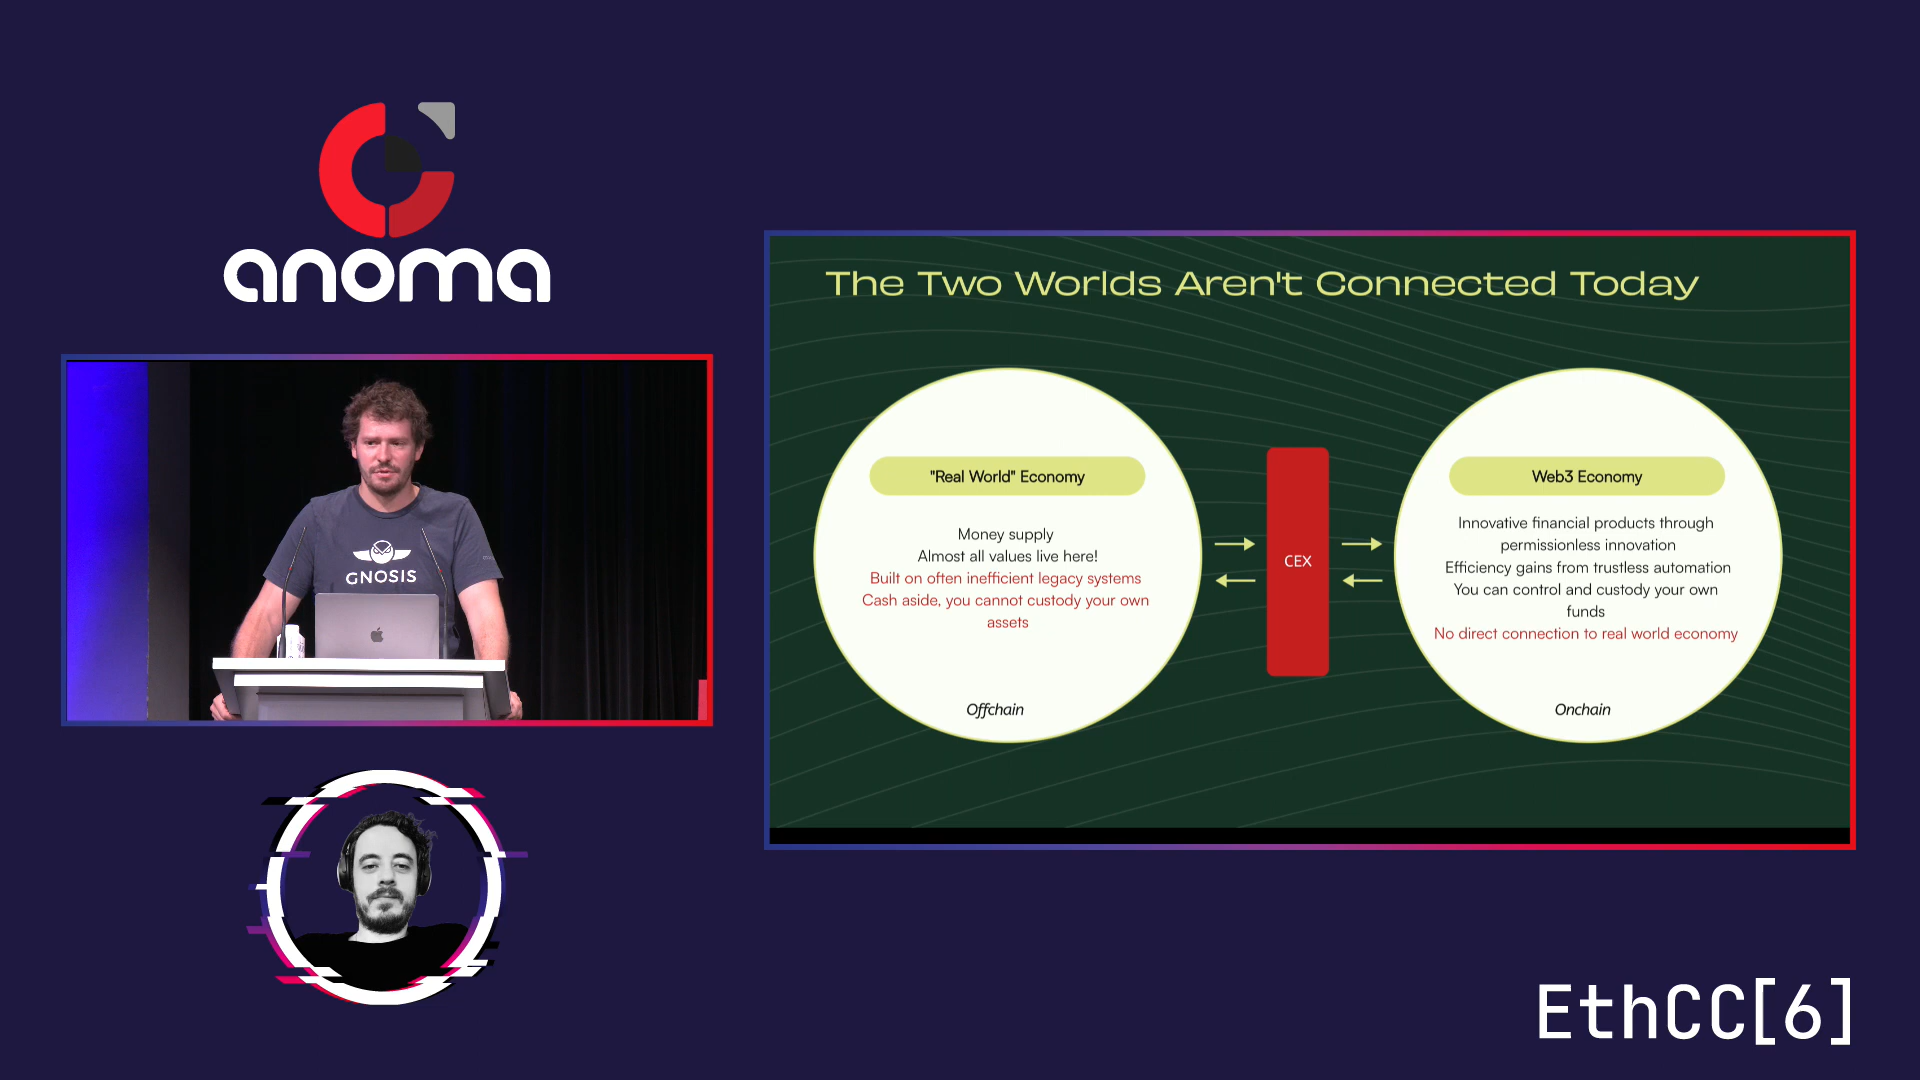 anoma
GNOSIS
The Two Worlds Aren't Connected Today
"Real World" Economy
Money supply
Almost all values live here!
Built on often inefficient legacy systems
Cash aside, you cannot custody your own
assets
Offchain
CEX
Web3 Economy
Innovative financial products through
permissionless innovation
Efficiency gains from trustless automation
You can control and custody your own
funds
No direct connection to real world economy
Onchain
EthCC[6]